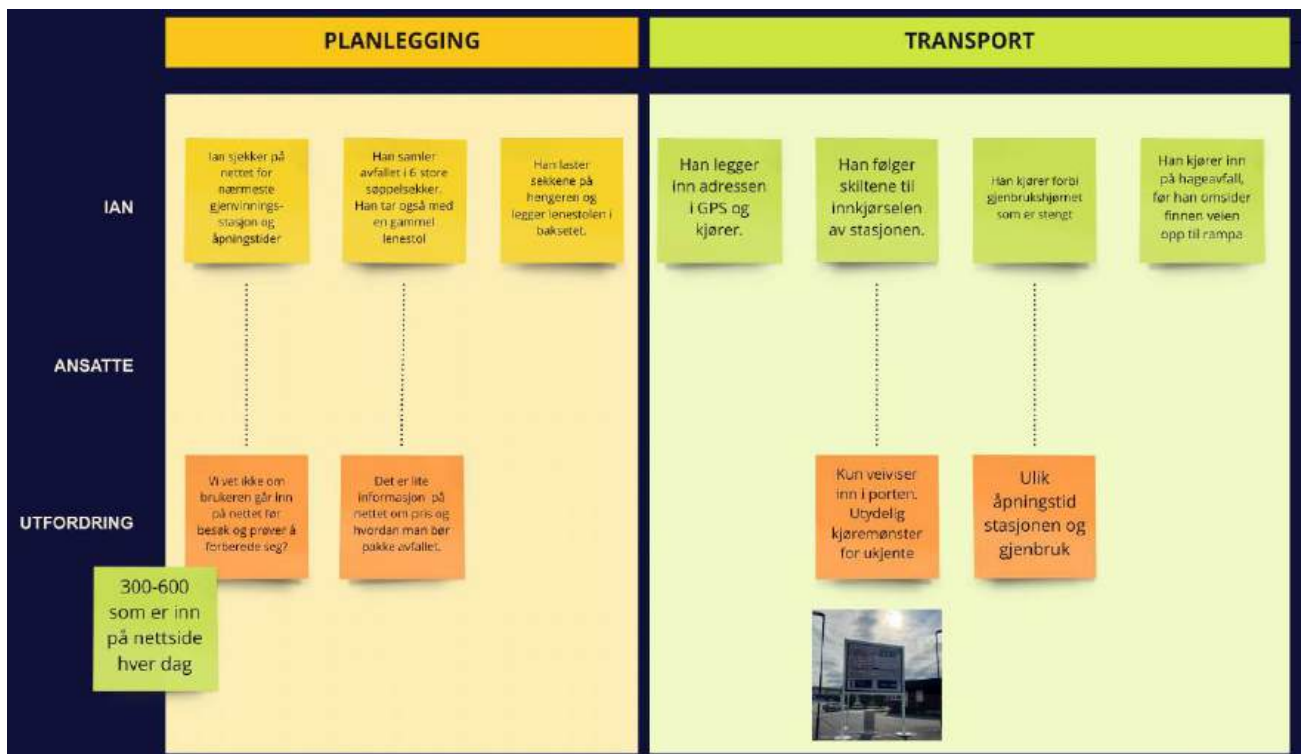 PLANLEGGING
TRANSPORT
IAN
Ian sjekker på
nettet for
nærmeste
gjenvinnings-
stasjon og
åpningstider
Han samler
avfallet i 6 store
søppelsekker.
Han tar også med
en gammel
lenestol
Han laster
sekkene på
hengeren og
legger lenestolen i
baksetet.
Han legger
inn adressen
i GPS og
kjører.
Han følger
skiltene til
innkjørselen
av stasjonen.
Han kjører forbi
gjenbrukshjørnet
som er stengt
Han kjører inn
på hageavfall,
før han omsider
finnen veien
opp til rampa
ANSATTE
UTFORDRING
Vi vet ikke om
brukeren går inn
på nettet før
besøk og prøver å
forberede seg?
Det er lite
informasjon på
nettet om pris og
hvordan man bør
pakke avfallet.
Kun veiviser
inn i porten.
Utydelig
kjøremønster
for ukjente
Ulik
åpningstid
stasjonen og
gjenbruk
300-600
som er inn
på nettside
hver dag